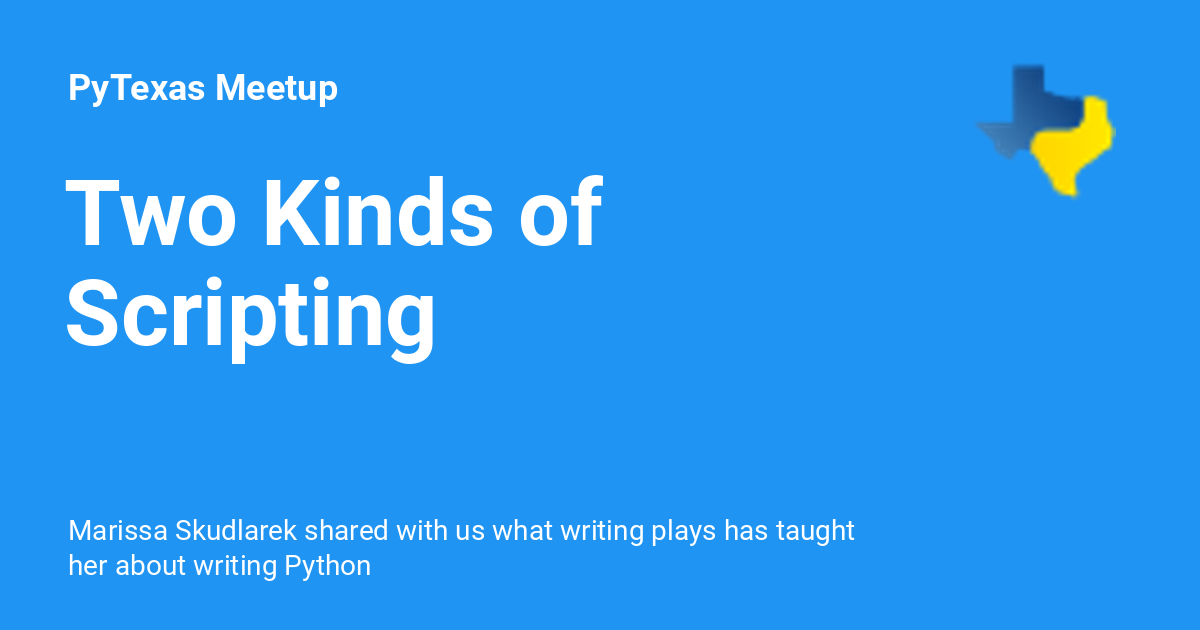 PyTexas Meetup
Two Kinds of
Scripting
Marissa Skudlarek shared with us what writing plays has taught
her about writing Python